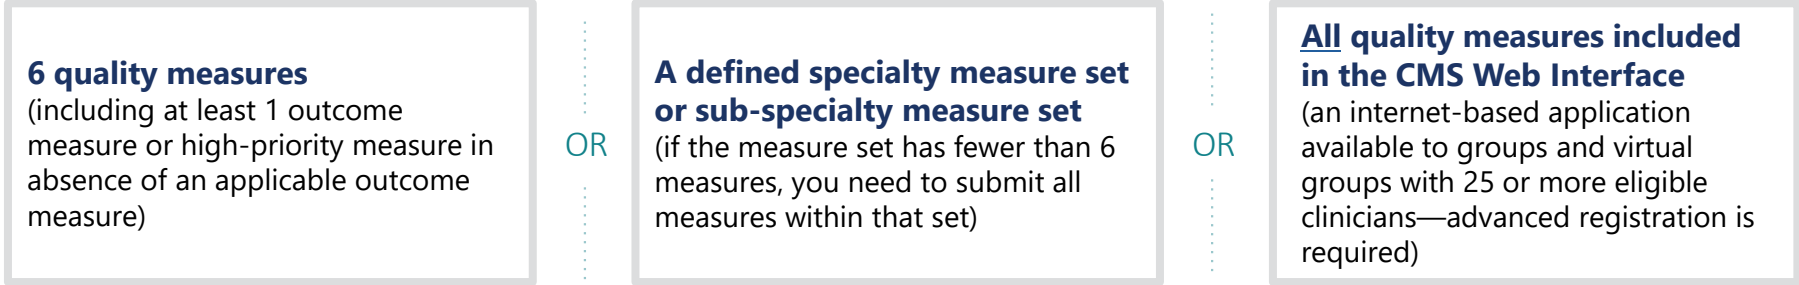 6 quality measures
(including at least 1 outcome
measure or high-priority measure in
absence of an applicable outcome
measure)
OR
A defined specialty measure set
or sub-specialty measure set
(if the measure set has fewer than 6
measures, you need to submit all
measures within that set)
OR
All quality measures included
in the CMS Web Interface
(an internet-based application
available to groups and virtual
groups with 25 or more eligible
clinicians—advanced registration is
required)